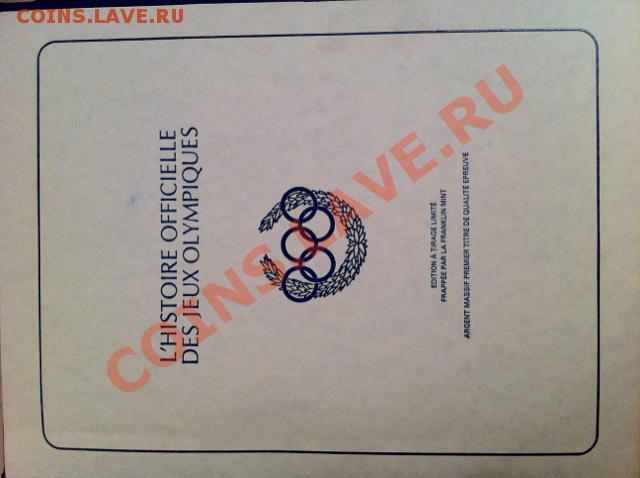 COINS.LAVE.RU
L'HISTOIRE OFFICIELLE
DES JEUX OLYMPIQUES
EDITION À TIRAGE LIMITÉ
FRAPPÉE PAR LA FRANKLIN MINT
ARGENT MASSIF PREMIER TITRE DE QUALITÉ EPREUVE
COINS.LAVE.RU